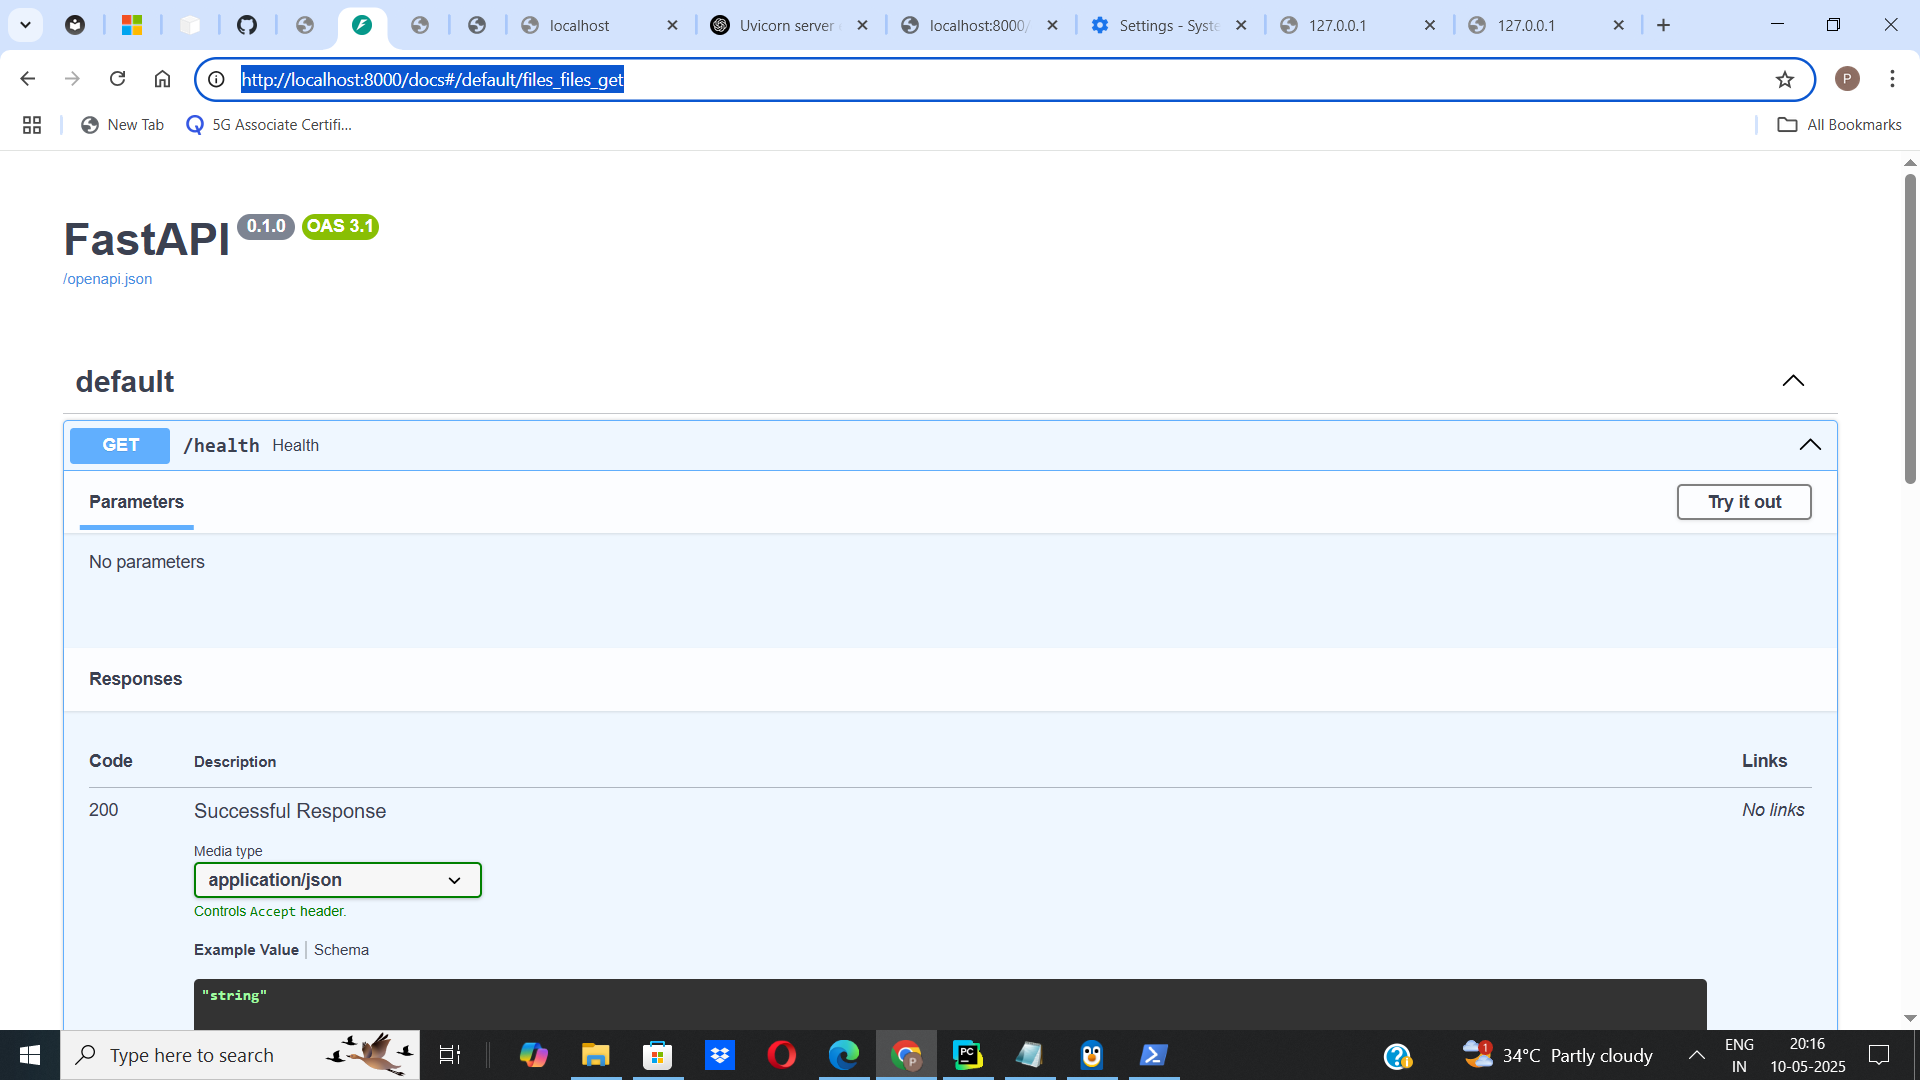 localhost
Uvicorn server
localhost:8000/
Settings - Syste
127.0.0.1
127.0.0.1
http://localhost:8000/docs#/default/files_files_get
P
New Tab
5G Associate Certifi...
All Bookmarks
FastAPI 0.1.0 OAS 3.1
/openapi.json
default
GET /health Health
Parameters
Try it out
No parameters
Responses
Code Description Links
200 Successful Response No links
Media type
application/json
Controls Accept header.
Example Value Schema
"string"
Type here to search
PC
P
1
34°C Partly cloudy
ENG
IN
20:16
10-05-2025